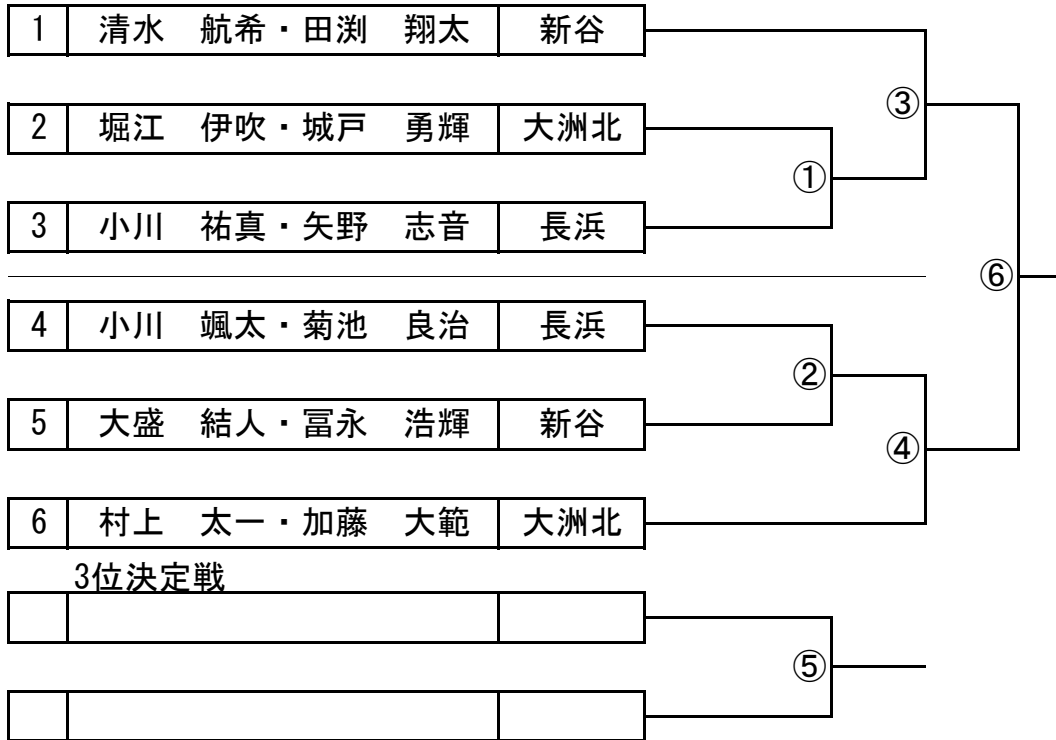 1 清水　航希・田渕　翔太 新谷
③
2 堀江　伊吹・城戸　勇輝 大洲北
①
3 小川　祐真・矢野　志音 長浜
⑥
4 小川　颯太・菊池　良治 長浜
②
5 大盛　結人・冨永　浩輝 新谷
④
6 村上　太一・加藤　大範 大洲北
3位決定戦
⑤